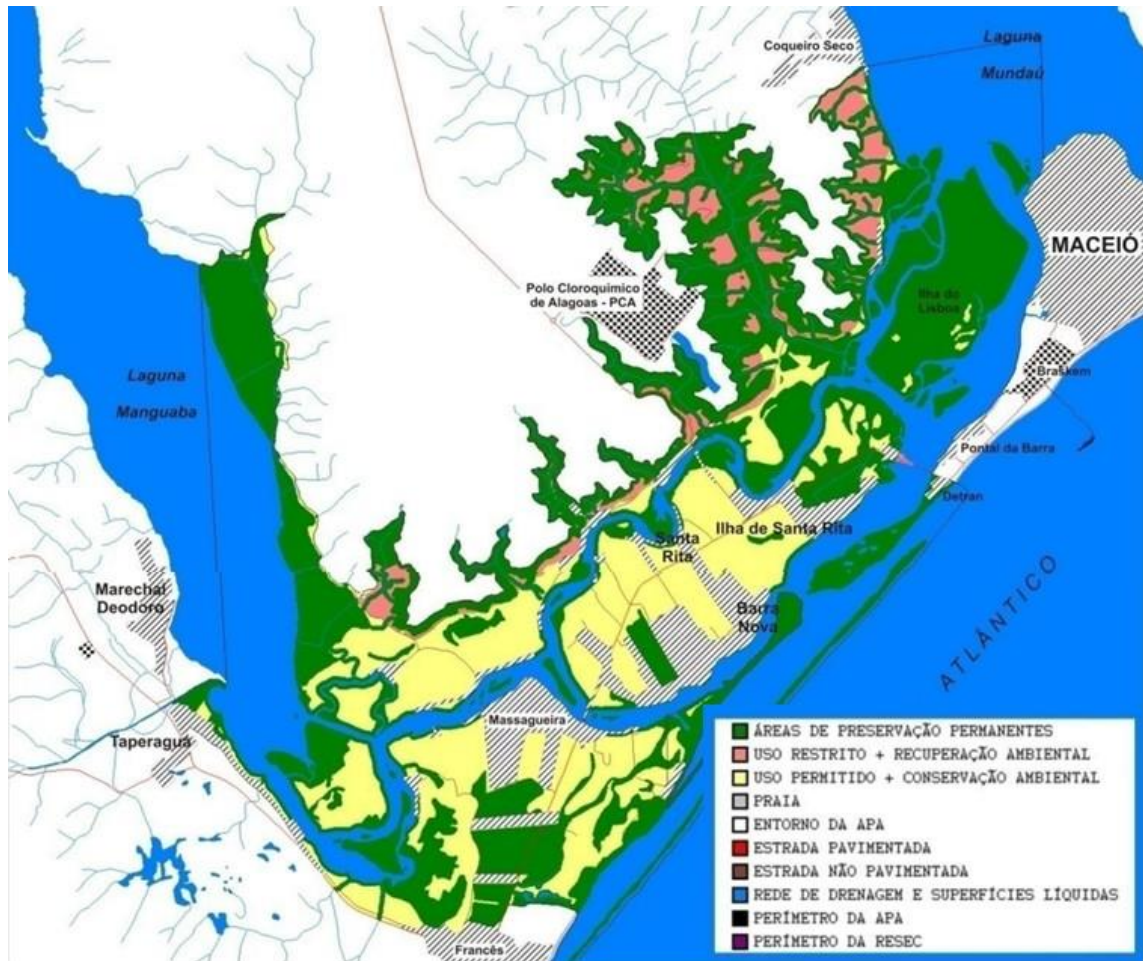 Coqueiro Seco
Laguna
Mundaú
MACEIÓ
Polo Cloroquimico
de Alagoas - PCA
Ilha do
Lisboa
Laguna
Manguaba
Braskem
Pontal da Barra
Detran
Ilha de Santa Rita
Santa
Rita
Marechal
Deodoro
Barra
Nova
ATLÂNTICO
Massagueira
Taperaguá
Francês
ÁREAS DE PRESERVAÇÃO PERMANENTES
USO RESTRITO + RECUPERAÇÃO AMBIENTAL
USO PERMITIDO + CONSERVAÇÃO AMBIENTAL
PRAIA
ENTORNO DA APA
ESTRADA PAVIMENTADA
ESTRADA NÃO PAVIMENTADA
REDE DE DRENAGEM E SUPERFÍCIES LÍQUIDAS
PERÍMETRO DA APA
PERÍMETRO DA RESEC